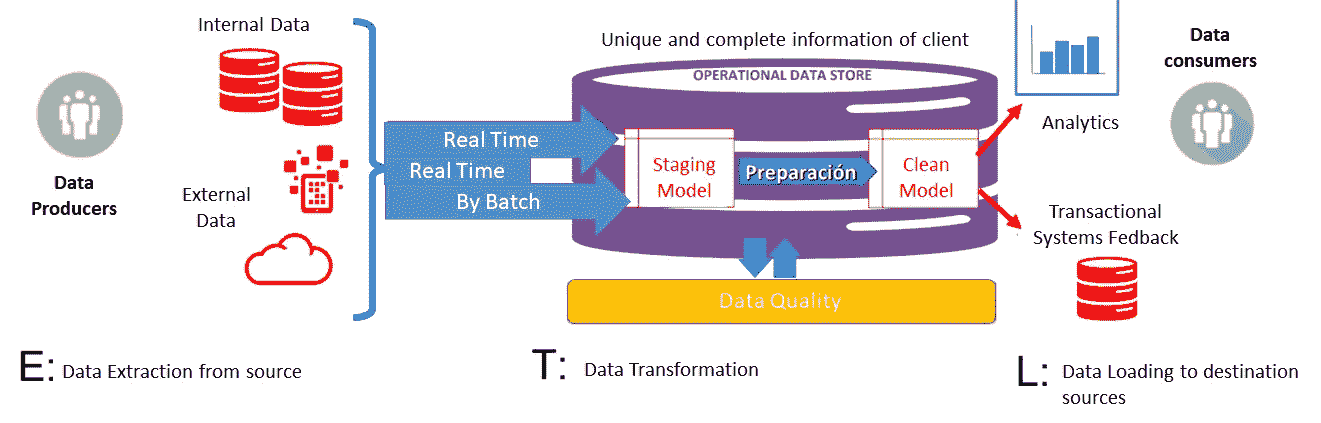 Internal Data
Data
Producers
External
Data
Real Time
Real Time
By Batch
Unique and complete information of client
OPERATIONAL DATA STORE
Staging
Model
Preparación
Clean
Model
Data Quality
Analytics
Data
consumers
Transactional
Systems Fedback
E: Data Extraction from source
T: Data Transformation
L: Data Loading to destination
sources